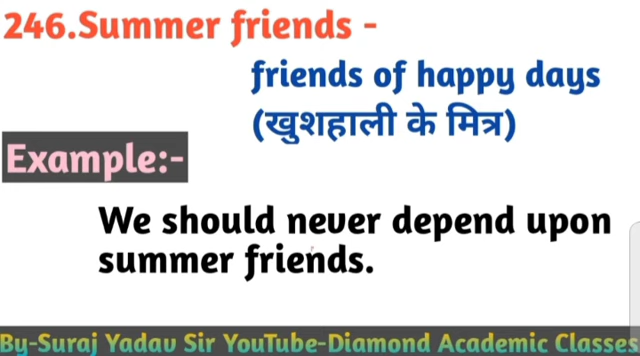 246.Summer friends -
friends of happy days
(खुशहाली के मित्र)
Example:-
We should never depend upon
summer friends.
By-Suraj Yadav Sir YouTube-Diamond Academic Classes